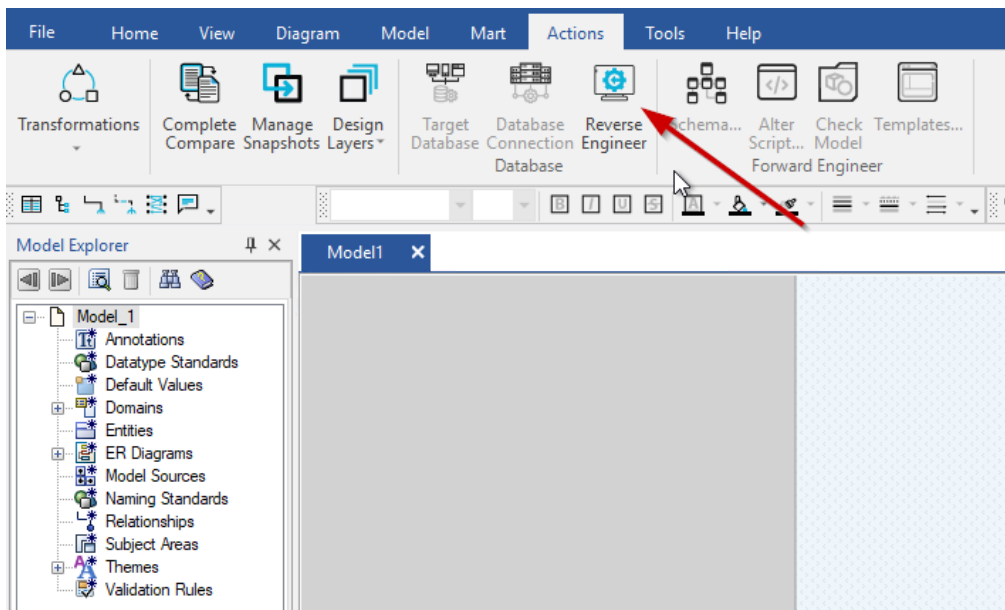 File Home View Diagram Model Mart Actions Tools Help
Transformations Complete Manage Design Target Database Reverse Schema... Alter Check Templates...
Compare Snapshots Layers Database Connection Engineer Script... Model
Database Forward Engineer
B I U S A
Model Explorer
Model1
Model_1
Annotations
Datatype Standards
Default Values
Domains
Entities
ER Diagrams
Model Sources
Naming Standards
Relationships
Subject Areas
Themes
Validation Rules